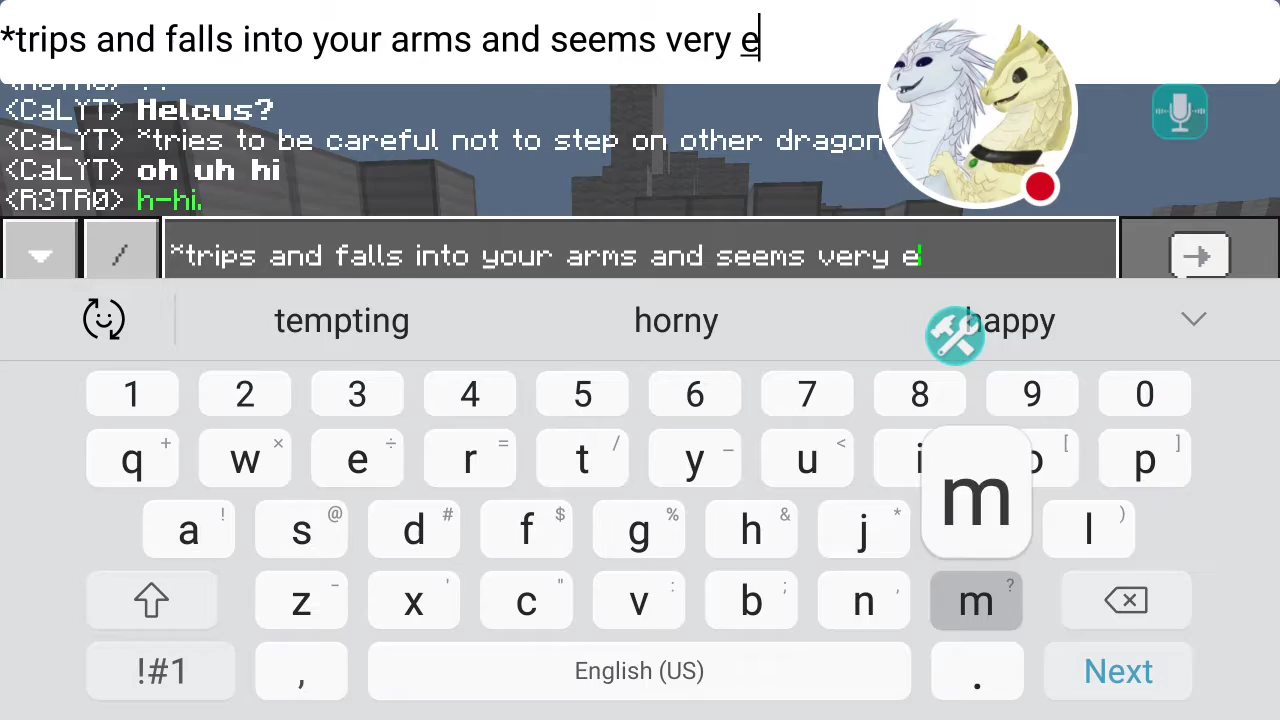 *trips and falls into your arms and seems very e
<CaLYT> Helcus?
<CaLYT> *tries to be careful not to step on other dragon
<CaLYT> oh uh hi
<R3TR0> h-hi.
/ *trips and falls into your arms and seems very e
tempting horny happy
1 2 3 4 5 6 7 8 9 0
q + w × e ÷ r = t / y _ u < i o [ p ]
m
a ! s @ d # f $ g % h & j * l )
z - x ' c " v : b ; n , m ?
!#1 , English (US) . Next